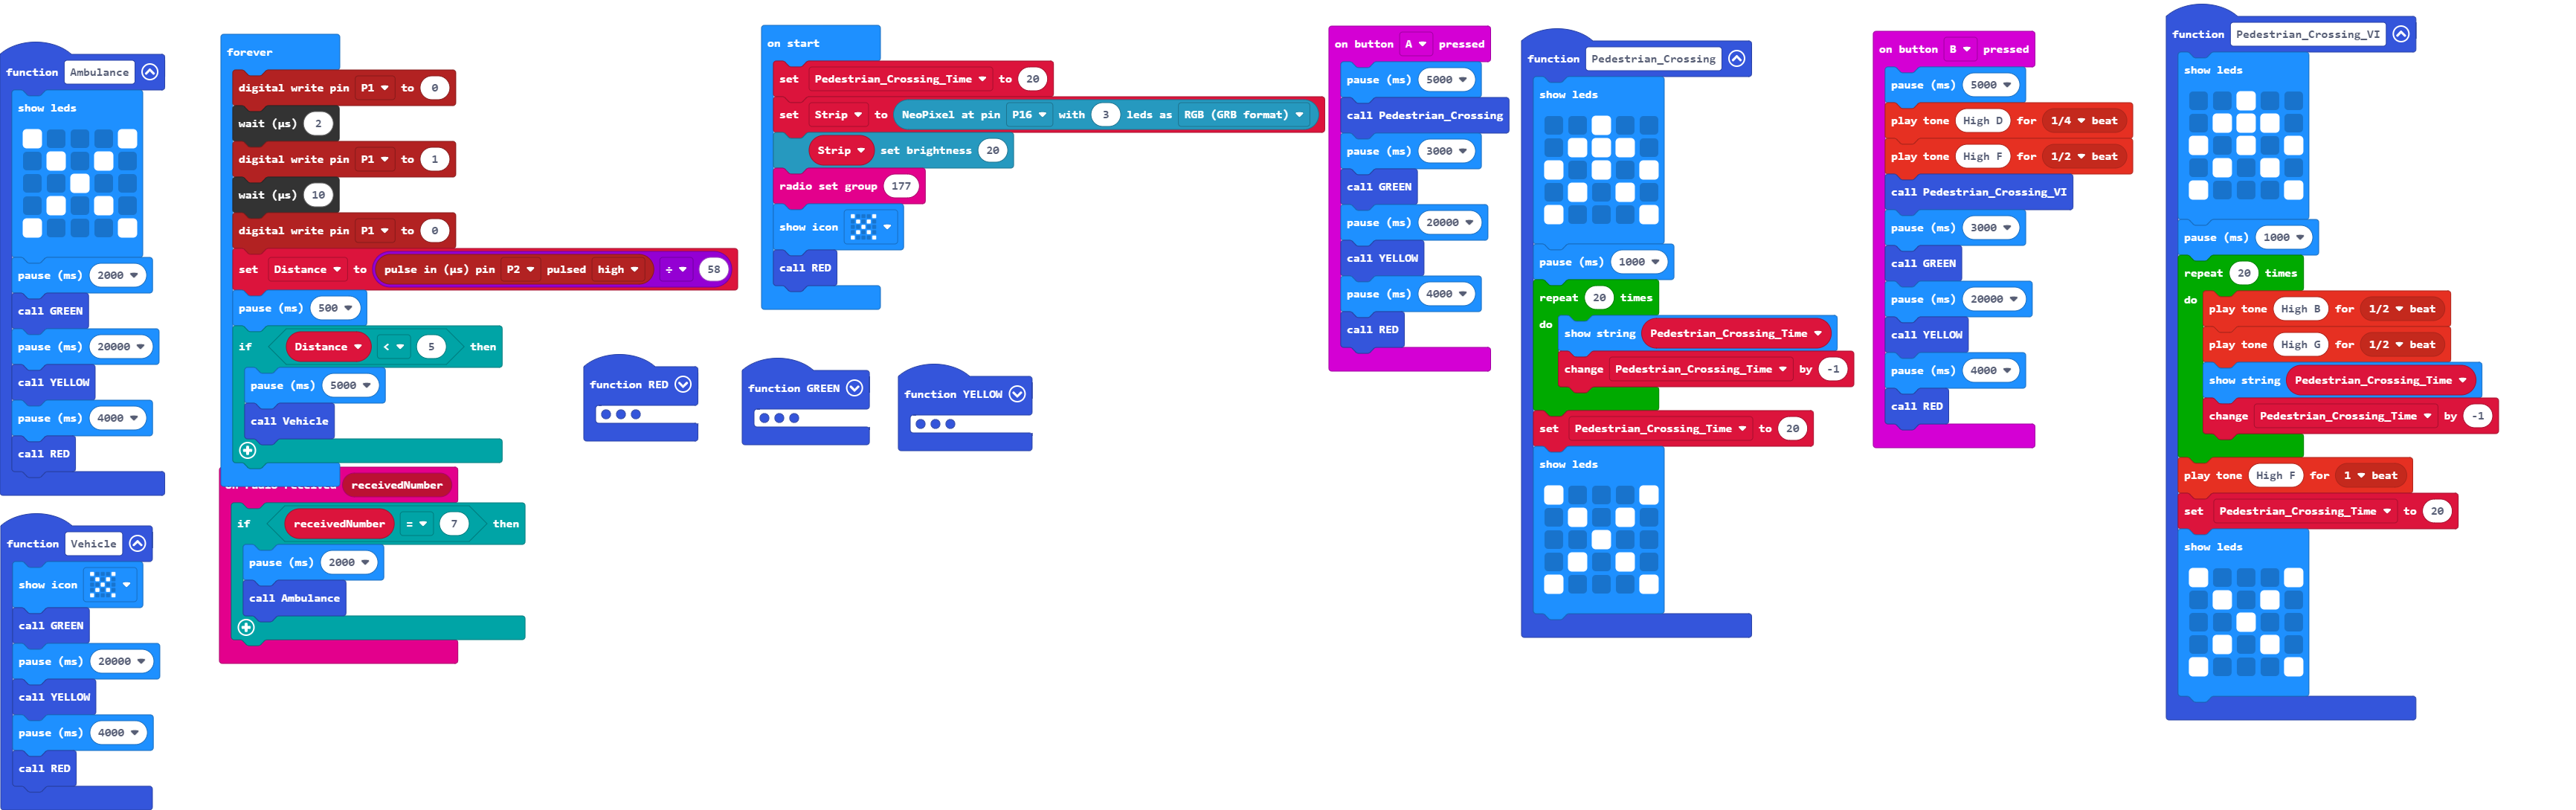 function Ambulance
show leds
pause (ms) 2000
call GREEN
pause (ms) 20000
call YELLOW
pause (ms) 4000
call RED
function Vehicle
show icon
call GREEN
pause (ms) 20000
call YELLOW
pause (ms) 4000
call RED
forever
digital write pin P1 to 0
wait (µs) 2
digital write pin P1 to 1
wait (µs) 10
digital write pin P1 to 0
set Distance to pulse in (µs) pin P2 pulsed high ÷ 58
pause (ms) 500
if Distance < 5 then
pause (ms) 5000
call Vehicle
on radio received receivedNumber
if receivedNumber = 7 then
pause (ms) 2000
call Ambulance
function RED
function GREEN
function YELLOW
on start
set Pedestrian_Crossing_Time to 20
set Strip to NeoPixel at pin P16 with 3 leds as RGB (GRB format)
Strip set brightness 20
radio set group 177
show icon
call RED
on button A pressed
pause (ms) 5000
call Pedestrian_Crossing
pause (ms) 3000
call GREEN
pause (ms) 20000
call YELLOW
pause (ms) 4000
call RED
function Pedestrian_Crossing
show leds
pause (ms) 1000
repeat 20 times
do
show string Pedestrian_Crossing_Time
change Pedestrian_Crossing_Time by -1
set Pedestrian_Crossing_Time to 20
show leds
on button B pressed
pause (ms) 5000
play tone High D for 1/4 beat
play tone High F for 1/2 beat
call Pedestrian_Crossing_VI
pause (ms) 3000
call GREEN
pause (ms) 20000
call YELLOW
pause (ms) 4000
call RED
function Pedestrian_Crossing_VI
show leds
pause (ms) 1000
repeat 20 times
do
play tone High B for 1/2 beat
play tone High G for 1/2 beat
show string Pedestrian_Crossing_Time
change Pedestrian_Crossing_Time by -1
play tone High F for 1 beat
set Pedestrian_Crossing_Time to 20
show leds